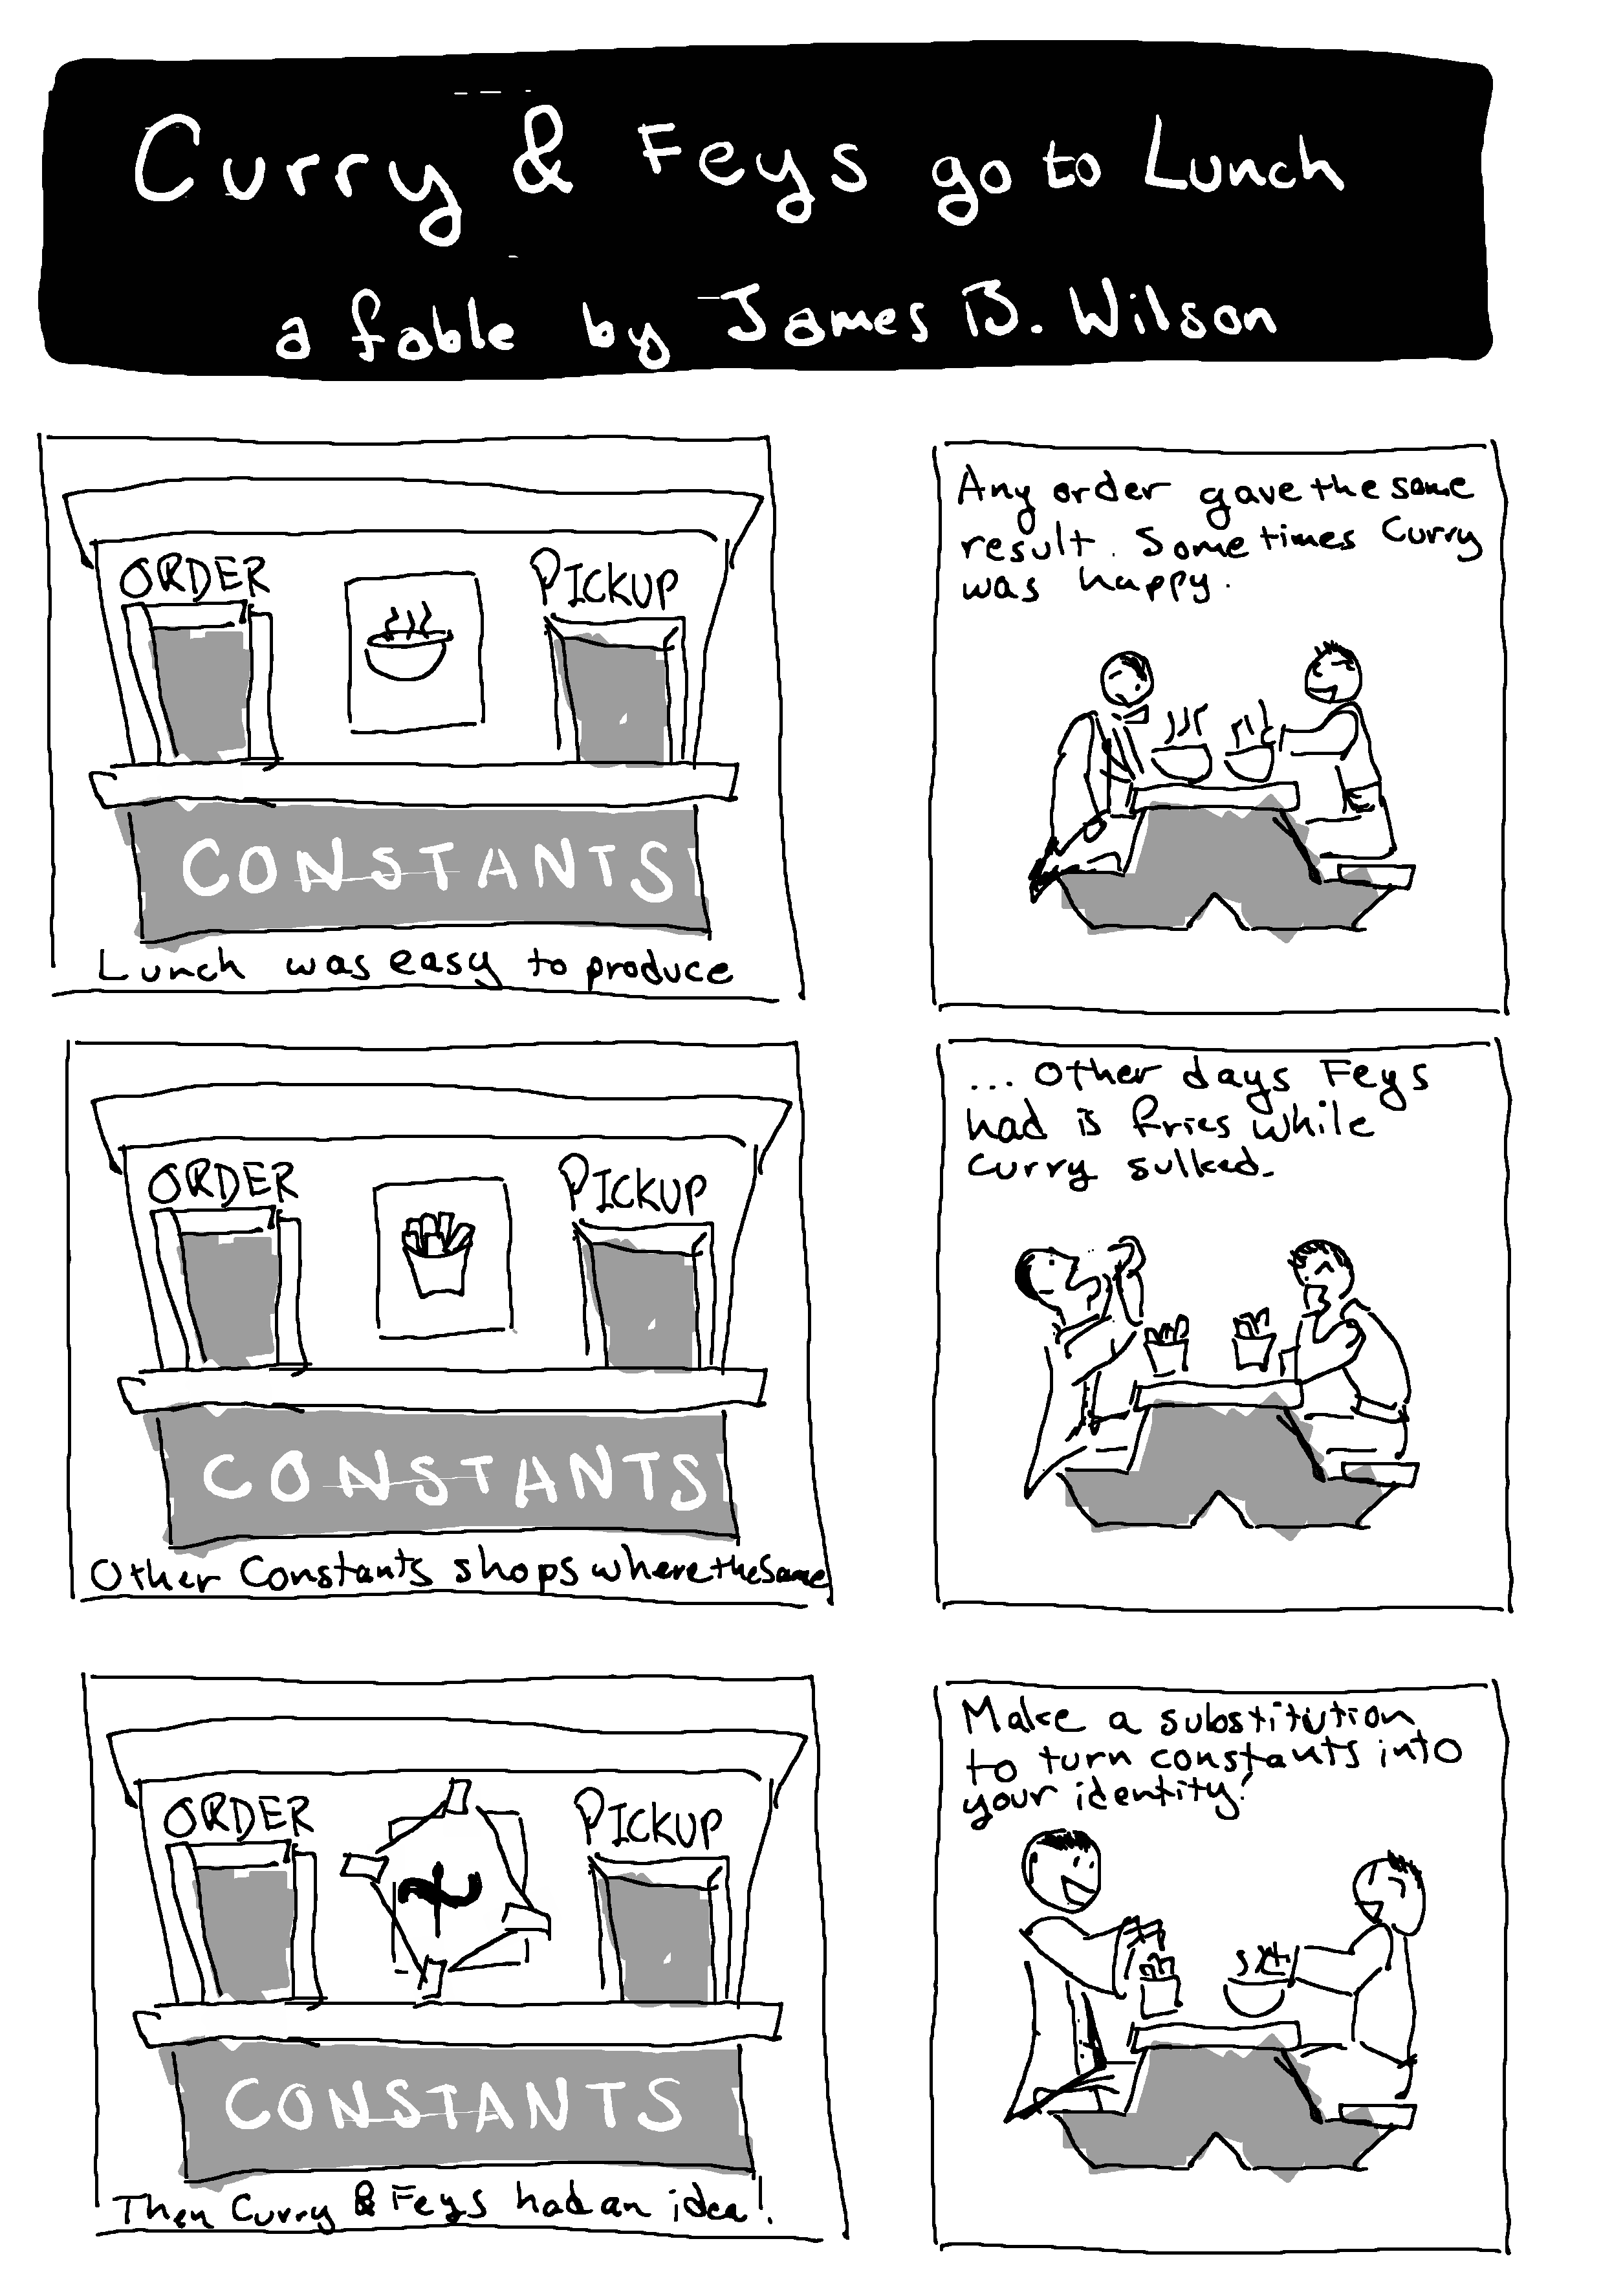 Curry & Feys go to Lunch
a fable by James B. Wilson
ORDER
PICKUP
CONSTANTS
Lunch was easy to produce
Any order gave the same
result. Sometimes Curry
was happy.
ORDER
PICKUP
CONSTANTS
Other Constants shops where the same
... Other days Feys
had is fries while
Curry sulked.
ORDER
PICKUP
CONSTANTS
Then Curry & Feys had an idea!
Make a substitution
to turn constants into
your identity!